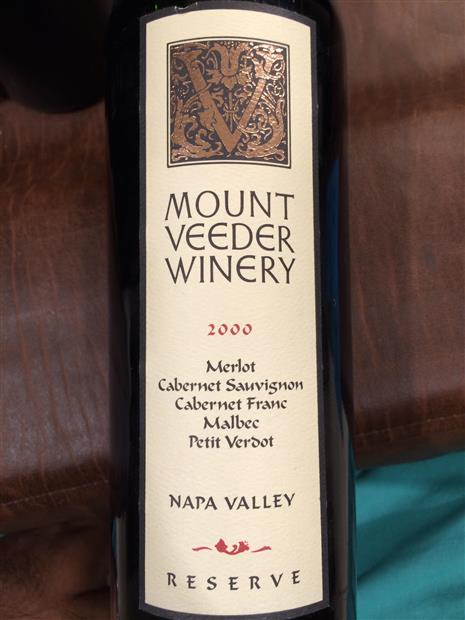 V
MOUNT
VEEDER
WINERY
2000
Merlot
Cabernet Sauvignon
Cabernet Franc
Malbec
Petit Verdot
NAPA VALLEY
RESERVE